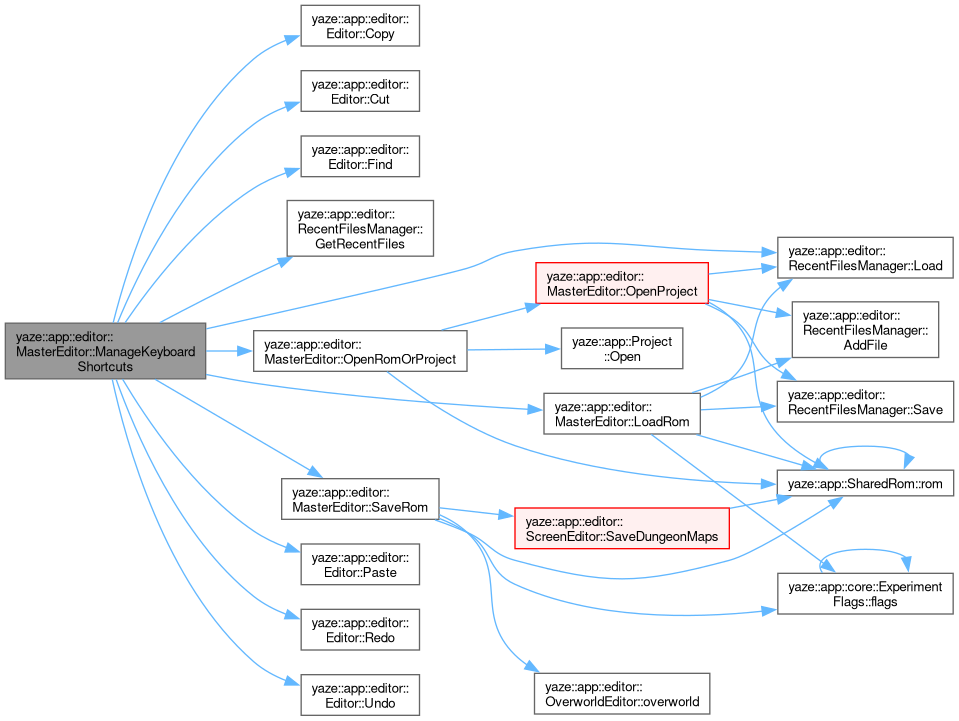 yaze::app::editor::
MasterEditor::ManageKeyboard
Shortcuts
yaze::app::editor::
Editor::Copy
yaze::app::editor::
Editor::Cut
yaze::app::editor::
Editor::Find
yaze::app::editor::
RecentFilesManager::
GetRecentFiles
yaze::app::editor::
MasterEditor::OpenRomOrProject
yaze::app::editor::
MasterEditor::SaveRom
yaze::app::editor::
Editor::Paste
yaze::app::editor::
Editor::Redo
yaze::app::editor::
Editor::Undo
yaze::app::editor::
MasterEditor::OpenProject
yaze::app::Project
::Open
yaze::app::editor::
MasterEditor::LoadRom
yaze::app::editor::
ScreenEditor::SaveDungeonMaps
yaze::app::editor::
OverworldEditor::overworld
yaze::app::editor::
RecentFilesManager::Load
yaze::app::editor::
RecentFilesManager::
AddFile
yaze::app::editor::
RecentFilesManager::Save
yaze::app::SharedRom::rom
yaze::app::core::Experiment
Flags::flags